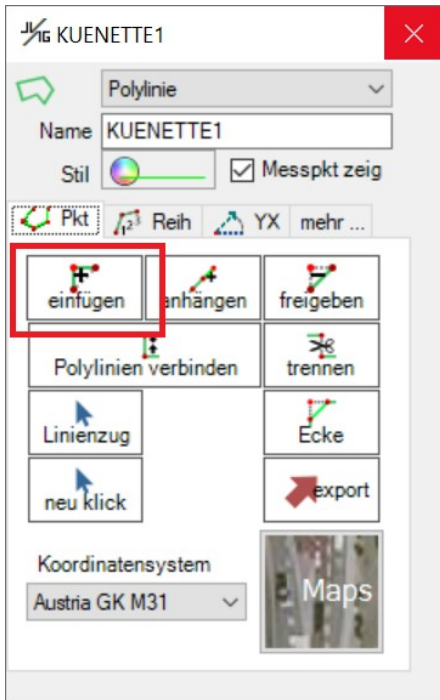 KUENETTE1
Polylinie
Name KUENETTE1
Stil Messpkt zeig
Pkt Reih YX mehr ...
einfügen anhängen freigeben
Polylinien verbinden trennen
Linienzug Ecke
neu klick export
Koordinatensystem
Austria GK M31
Maps